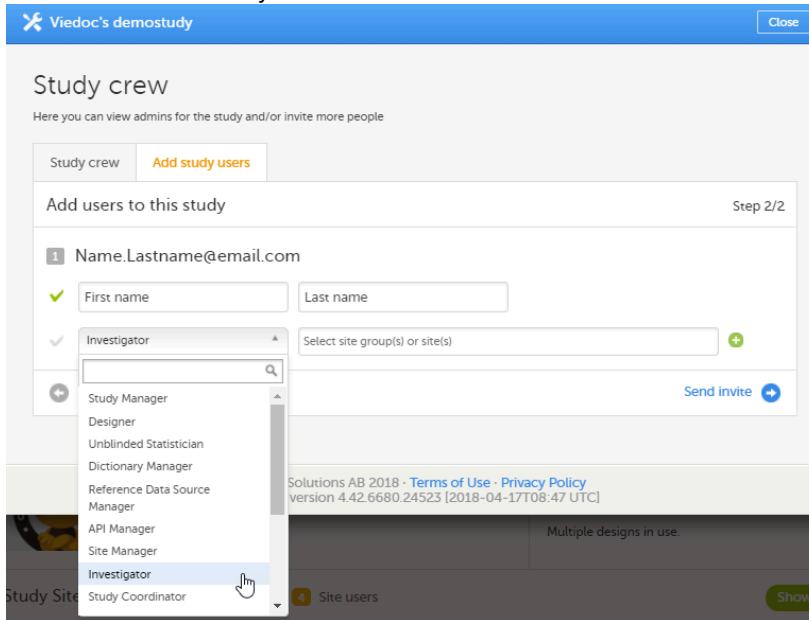 Viedoc's demostudy
Close
Study crew
Here you can view admins for the study and/or invite more people
Study crew
Add study users
Add users to this study
Step 2/2
1 Name.Lastname@email.com
First name
Last name
Investigator
Select site group(s) or site(s)
Study Manager
Designer
Unblinded Statistician
Dictionary Manager
Reference Data Source
Manager
API Manager
Site Manager
Investigator
Study Coordinator
Send invite
Solutions AB 2018 · Terms of Use · Privacy Policy
version 4.42.6680.24523 [2018-04-17T08:47 UTC]
Multiple designs in use.
Study Site
4 Site users
Show